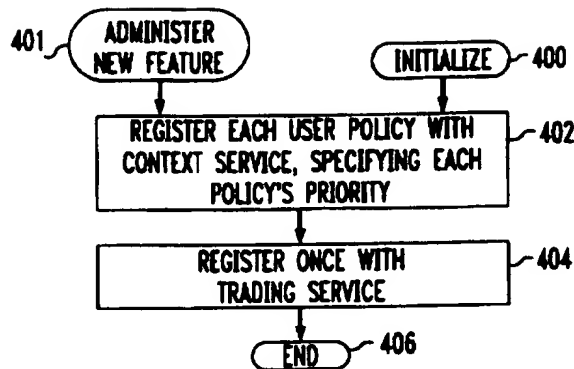 401
ADMINISTER
NEW FEATURE
INITIALIZE
400
REGISTER EACH USER POLICY WITH
CONTEXT SERVICE, SPECIFYING EACH
POLICY'S PRIORITY
402
REGISTER ONCE WITH
TRADING SERVICE
404
END
406